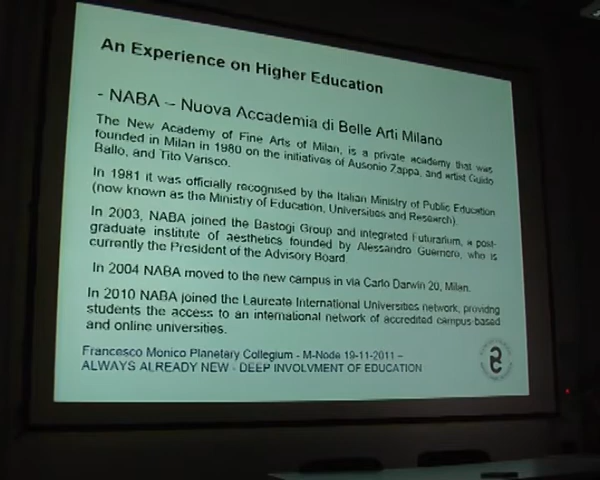 An Experience on Higher Education
- NABA – Nuova Accademia di Belle Arti Milano
The New Academy of Fine Arts of Milan, is a private academy that was
founded in Milan in 1980 on the initiatives of Ausonio Zappa, and artist Guido
Ballo, and Tito Varisco.
In 1981 it was officially recognised by the Italian Ministry of Public Education
(now known as the Ministry of Education, Universities and Research).
In 2003, NABA joined the Bastogi Group and integrated Futurarium, a post-
graduate institute of aesthetics founded by Alessandro Guerriero, who is
currently the President of the Advisory Board
In 2004 NABA moved to the new campus in via Carlo Darwin 20, Milan.
In 2010 NABA joined the Laureate International Universities network, providing
students the access to an international network of accredited campus-based
and online universities.
Francesco Monico Planetary Collegium - M-Node 19-11-2011 –
ALWAYS ALREADY NEW - DEEP INVOLVMENT OF EDUCATION